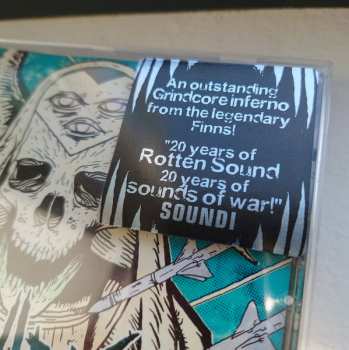 An outstanding
Grindcore inferno
from the legendary
Finns!
"20 years of
Rotten Sound
20 years of
sounds of war!"
SOUNDI